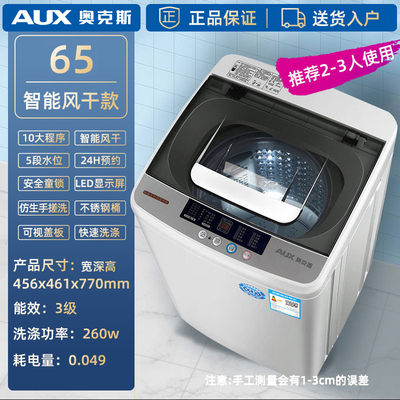 AUX 奥克斯 正正品保证 送货入户
推荐2-3人使用
65
智能风干款
10大程序 智能风干
5段水位 24H预约
安全童锁 LED显示屏
仿生手搓洗 不锈钢桶
可视盖板 快速洗涤
产品尺寸：宽深高
456x461x770mm
能效：3级
洗涤功率：260w
耗电量：0.049
AUX 奥克斯
注意:手工测量会有1-3cm的误差